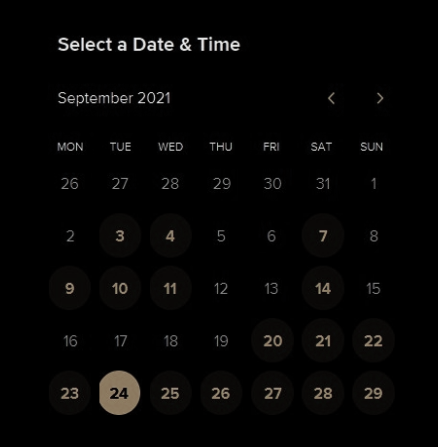 Select a Date & Time
September 2021
MON TUE WED THU FRI SAT SUN
26 27 28 29 30 31 1
2 3 4 5 6 7 8
9 10 11 12 13 14 15
16 17 18 19 20 21 22
23 24 25 26 27 28 29